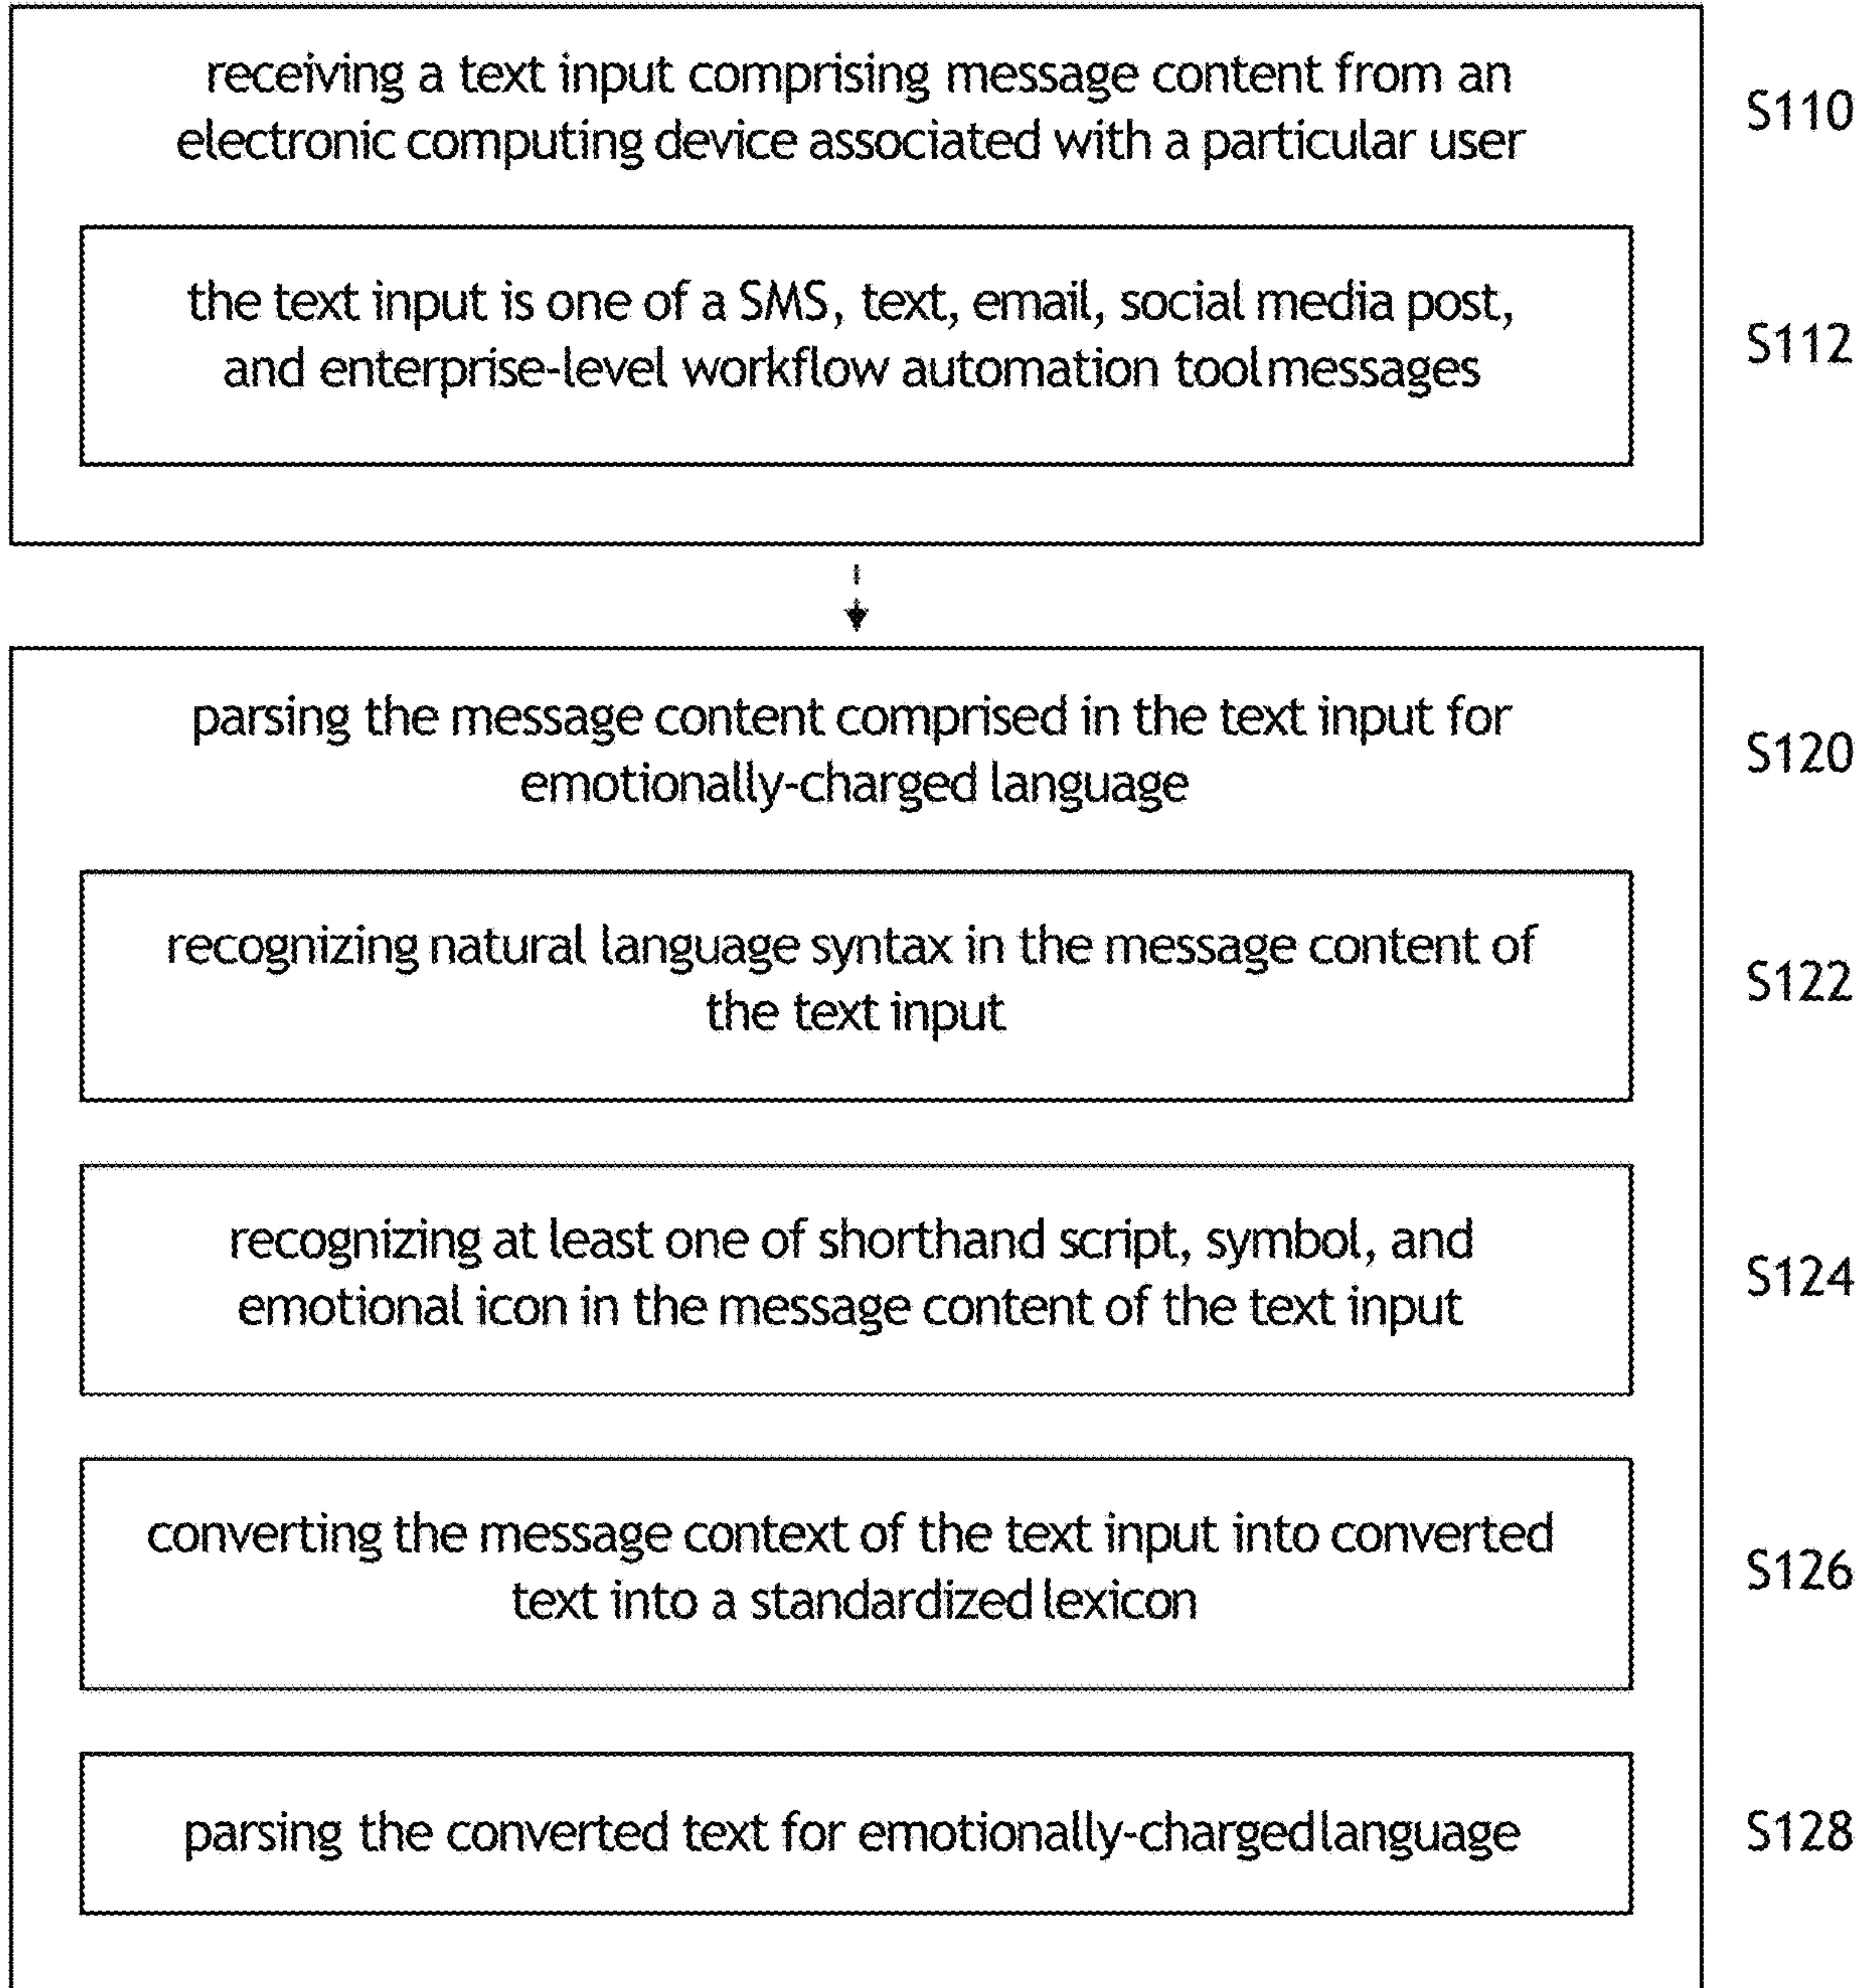 receiving a text input comprising message content from an
electronic computing device associated with a particular user
S110
the text input is one of a SMS, text, email, social media post,
and enterprise-level workflow automation tool messages
S112
parsing the message content comprised in the text input for
emotionally-charged language
S120
recognizing natural language syntax in the message content of
the text input
S122
recognizing at least one of shorthand script, symbol, and
emotional icon in the message content of the text input
S124
converting the message context of the text input into converted
text into a standardized lexicon
S126
parsing the converted text for emotionally-charged language
S128